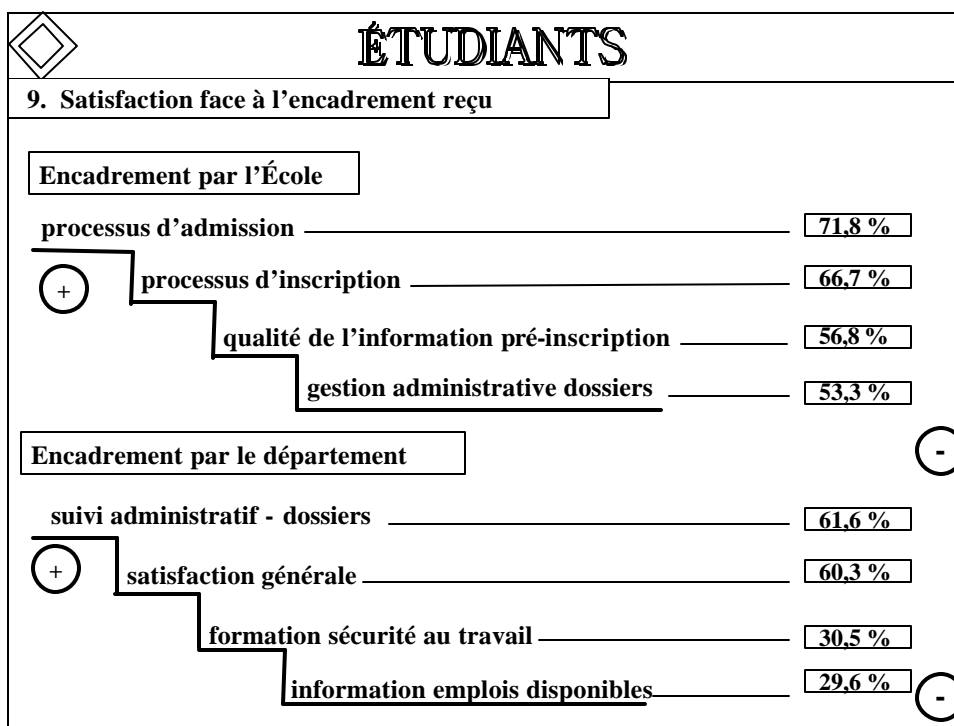 ÉTUDIANTS
9. Satisfaction face à l’encadrement reçu
Encadrement par l’École
processus d’admission 71,8 %
+
processus d’inscription 66,7 %
qualité de l’information pré-inscription 56,8 %
gestion administrative dossiers 53,3 %
-
Encadrement par le département
suivi administratif - dossiers 61,6 %
+
satisfaction générale 60,3 %
formation sécurité au travail 30,5 %
information emplois disponibles 29,6 %
-